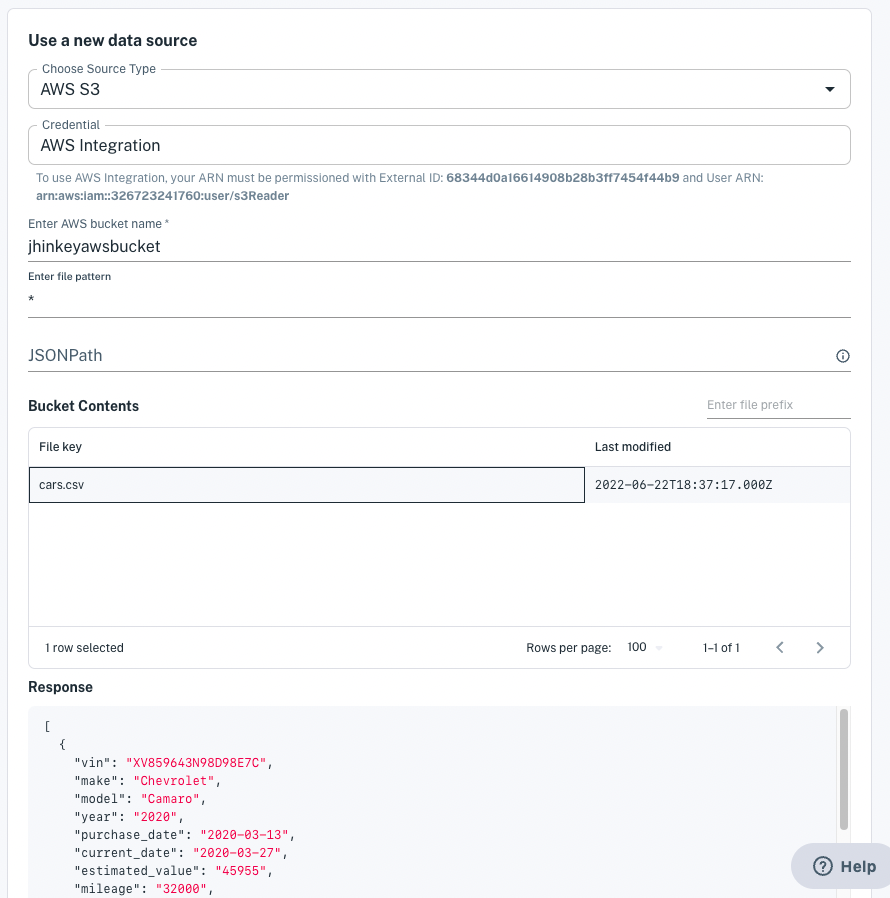 Use a new data source
Choose Source Type
AWS S3
Credential
AWS Integration
To use AWS Integration, your ARN must be permissioned with External ID: 68344d0a16614908b28b3ff7454f44b9 and User ARN:
arn:aws:iam::326723241760:user/s3Reader
Enter AWS bucket name *
jhinkeyawsbucket
Enter file pattern
*
JSONPath
Bucket Contents
Enter file prefix
File key Last modified
cars.csv 2022-06-22T18:37:17.000Z
1 row selected Rows per page: 100 1–1 of 1
Response
[
{
"vin": "XV859643N98D98E7C",
"make": "Chevrolet",
"model": "Camaro",
"year": "2020",
"purchase_date": "2020-03-13",
"current_date": "2020-03-27",
"estimated_value": "45955",
"mileage": "32000",
Help